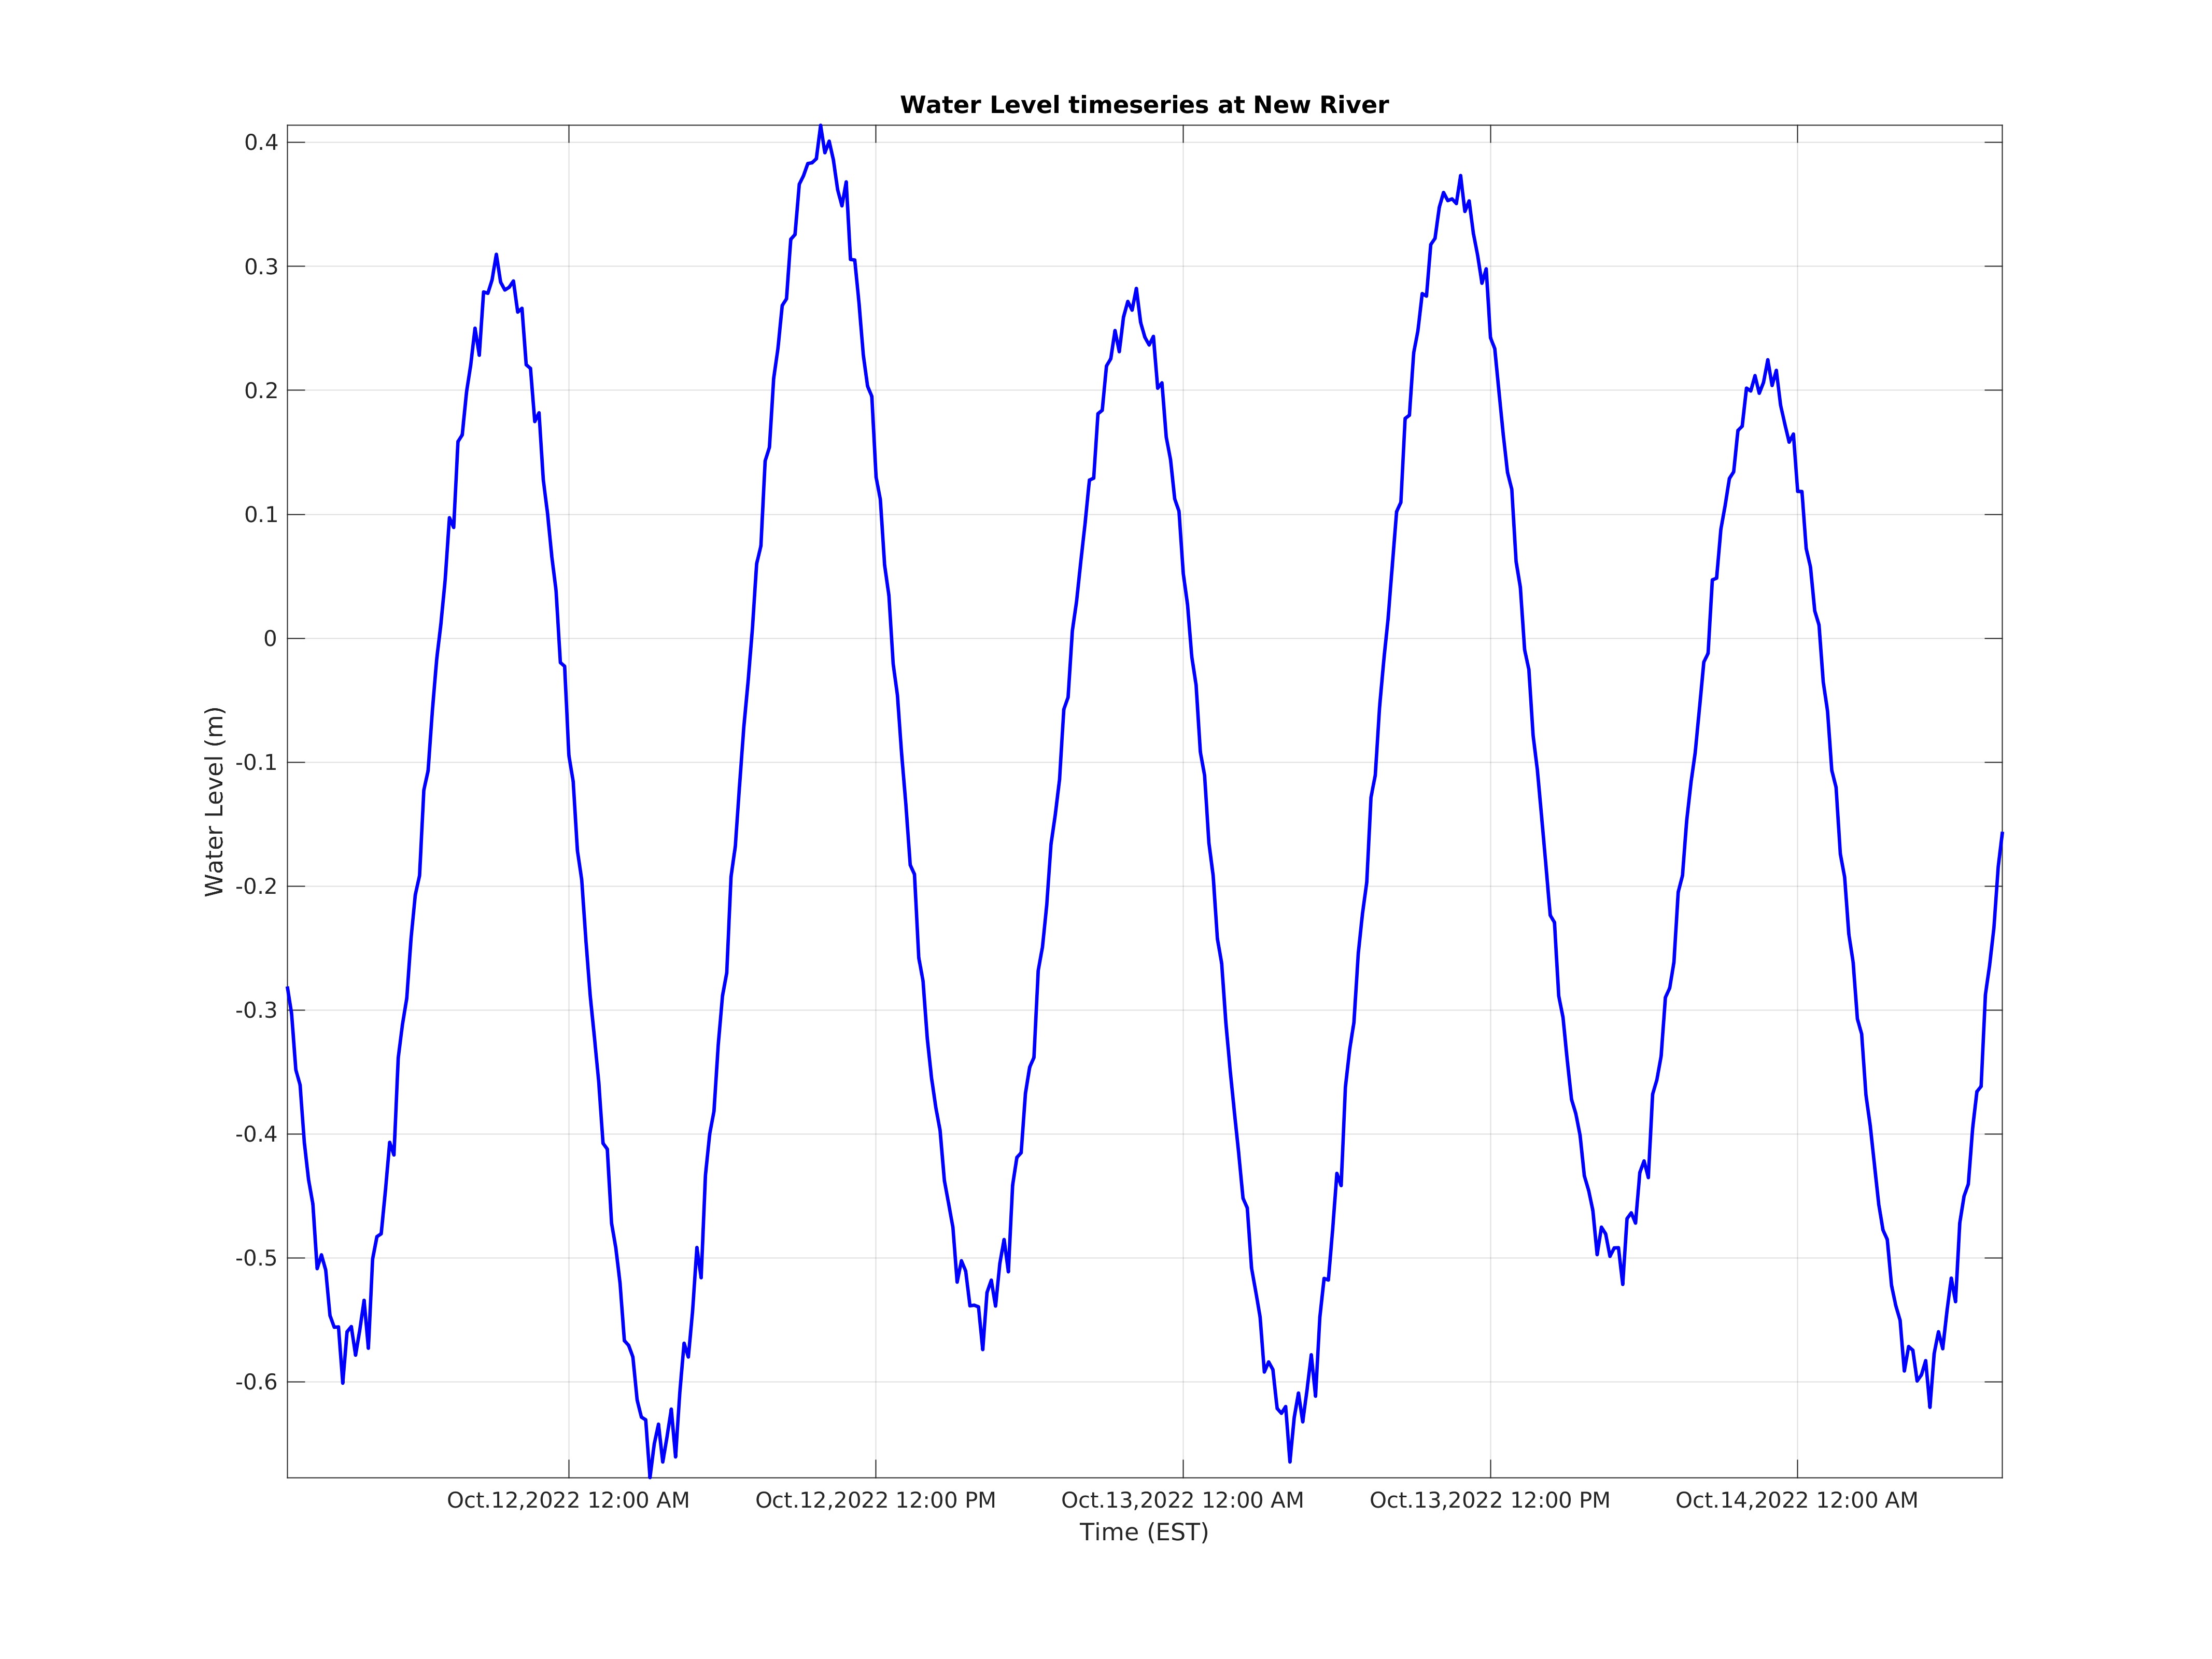 Water Level timeseries at New River
0.4
0.3
0.2
0.1
0
-0.1
-0.2
-0.3
-0.4
-0.5
-0.6
Water Level (m)
Oct.12,2022 12:00 AM
Oct.12,2022 12:00 PM
Oct.13,2022 12:00 AM
Oct.13,2022 12:00 PM
Oct.14,2022 12:00 AM
Time (EST)